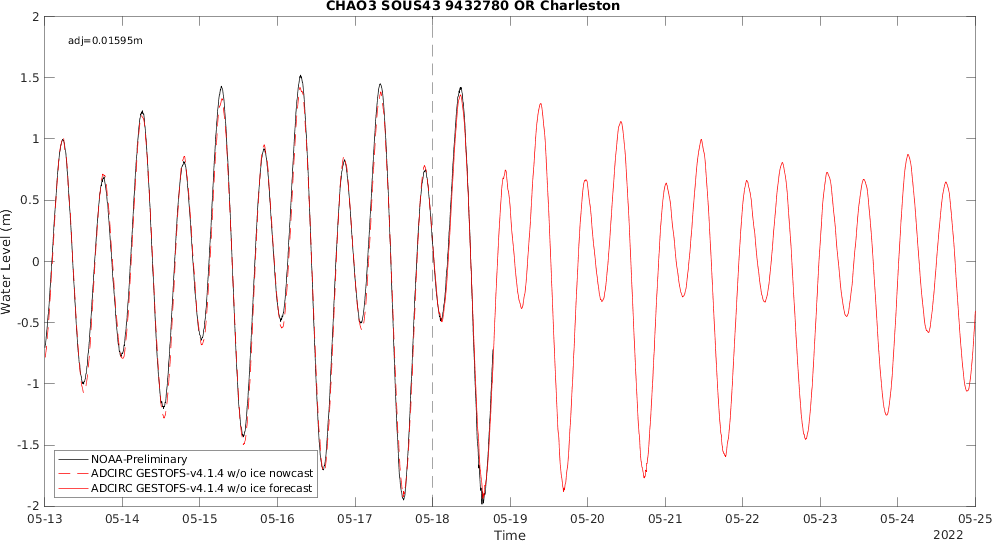 CHAO3 SOUS43 9432780 OR Charleston
adj=0.01595m
2
1.5
1
0.5
0
-0.5
-1
-1.5
-2
Water Level (m)
NOAA-Preliminary
ADCIRC GESTOFS-v4.1.4 w/o ice nowcast
ADCIRC GESTOFS-v4.1.4 w/o ice forecast
05-13 05-14 05-15 05-16 05-17 05-18 05-19 05-20 05-21 05-22 05-23 05-24 05-25
Time
2022